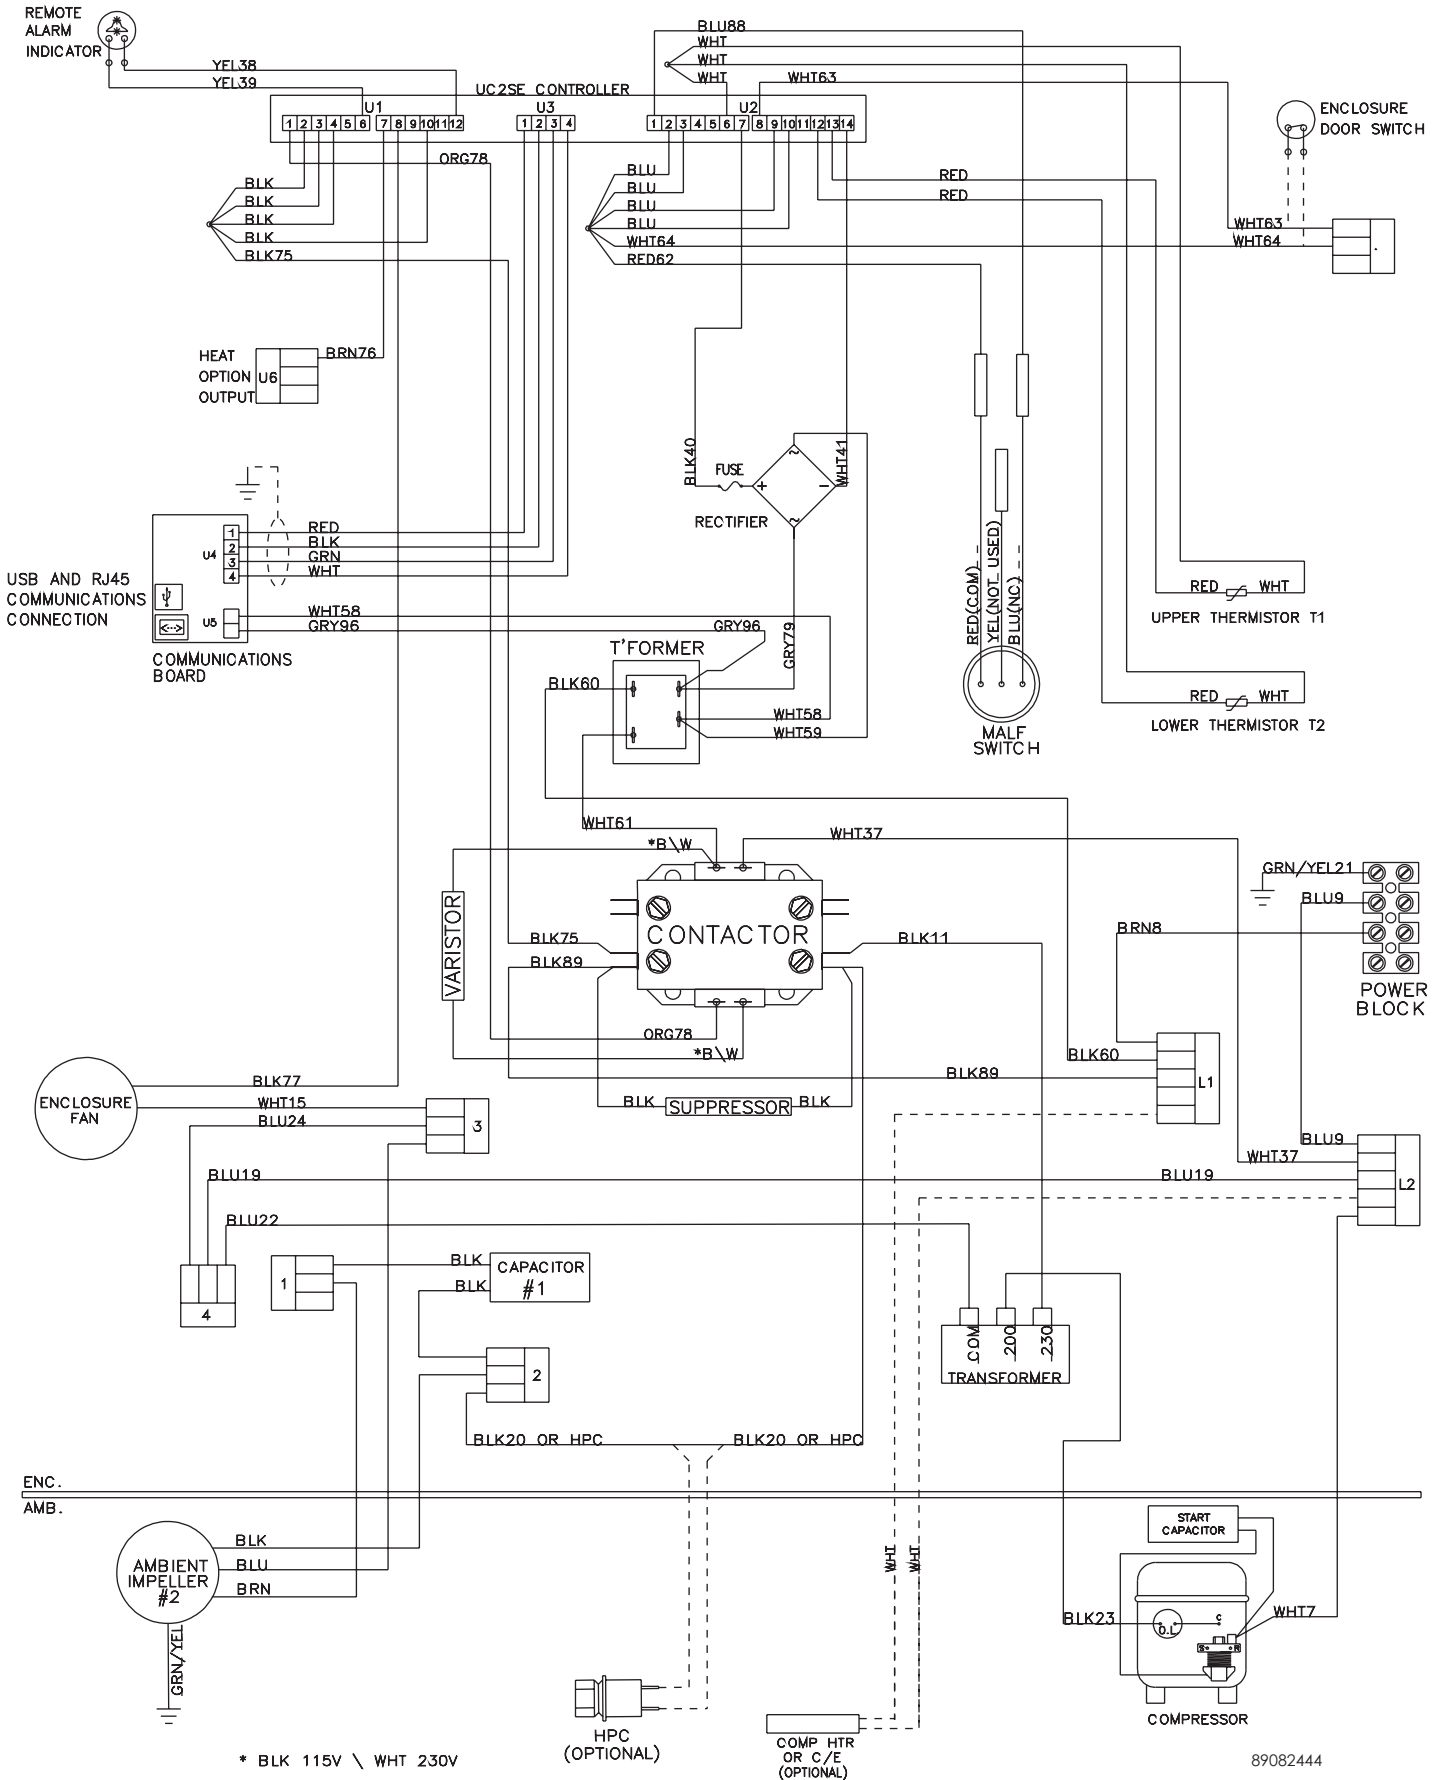 REMOTE
ALARM
INDICATOR
YEL38
YEL39
UC2SE CONTROLLER
U1
U3
U2
1 2 3 4 5 6 7 8 9 10 11 12
1 2 3 4
1 2 3 4 5 6 7 8 9 10 11 12 13 14
BLU88
WHT
WHT
WHT
WHT63
ENCLOSURE
DOOR SWITCH
ORG78
BLK
BLK
BLK
BLK
BLK75
BLU
BLU
BLU
BLU
WHT64
RED62
RED
RED
WHT63
WHT64
HEAT
OPTION
OUTPUT
U6
BRN76
BLK40
FUSE
RECTIFIER
+
~
~
−
WHT41
RED(COM)
YEL(NOT USED)
BLU(NC)
MALF
SWITCH
RED
WHT
UPPER THERMISTOR T1
RED
WHT
LOWER THERMISTOR T2
USB AND RJ45
COMMUNICATIONS
CONNECTION
U4
1
2
3
4
RED
BLK
GRN
WHT
U5
WHT58
GRY96
COMMUNICATIONS
BOARD
GRY96
GRY79
T'FORMER
BLK60
WHT58
WHT59
WHT61
*B\W
WHT37
VARISTOR
CONTACTOR
BLK75
BLK89
BLK11
ORG78
*B\W
BLK
SUPPRESSOR
BLK
GRN/YEL21
BLU9
BRN8
POWER
BLOCK
BLK60
BLK89
L1
ENCLOSURE
FAN
BLK77
WHT15
BLU24
3
BLU9
WHT37
L2
BLU19
BLU19
BLU22
4
1
BLK
BLK
CAPACITOR
#1
2
COM
200
230
TRANSFORMER
BLK20 OR HPC
BLK20 OR HPC
ENC.
AMB.
AMBIENT
IMPELLER
#2
BLK
BLU
BRN
GRN/YEL
WHT
WHT
START
CAPACITOR
BLK23
O.L.
C
S
R
WHT7
COMPRESSOR
HPC
(OPTIONAL)
COMP HTR
OR C/E
(OPTIONAL)
* BLK 115V \ WHT 230V
89082444